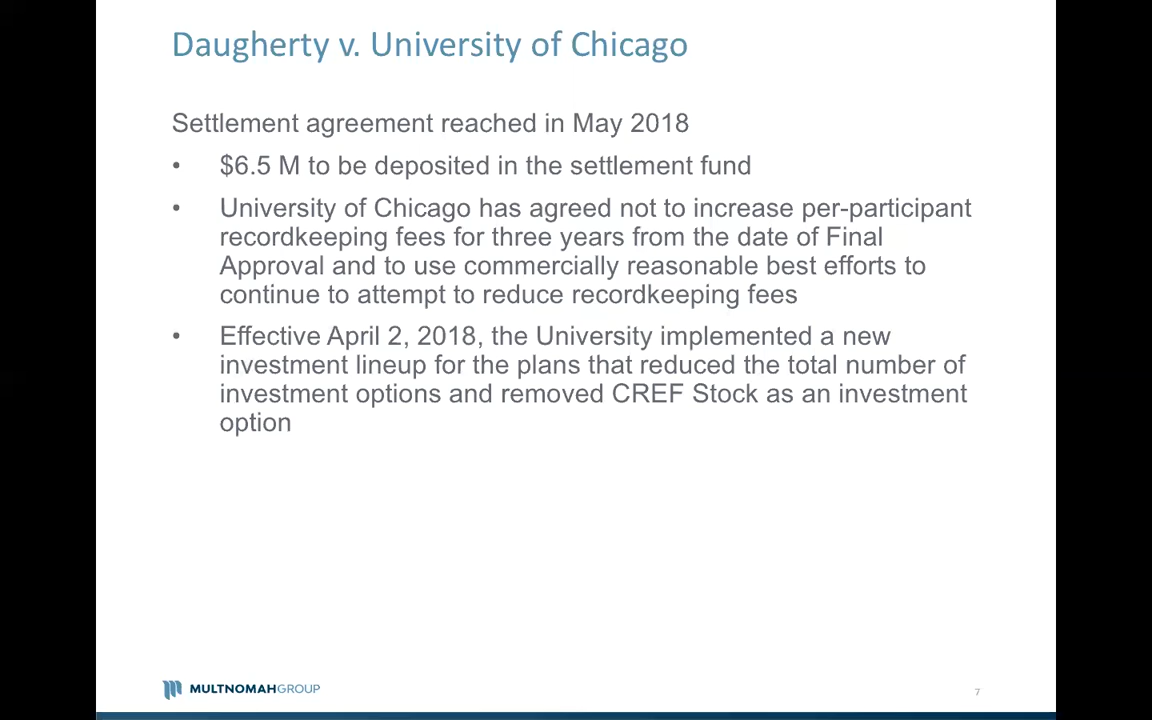 Daugherty v. University of Chicago
Settlement agreement reached in May 2018
• $6.5 M to be deposited in the settlement fund
• University of Chicago has agreed not to increase per-participant
recordkeeping fees for three years from the date of Final
Approval and to use commercially reasonable best efforts to
continue to attempt to reduce recordkeeping fees
• Effective April 2, 2018, the University implemented a new
investment lineup for the plans that reduced the total number of
investment options and removed CREF Stock as an investment
option
MULTNOMAHGROUP
7